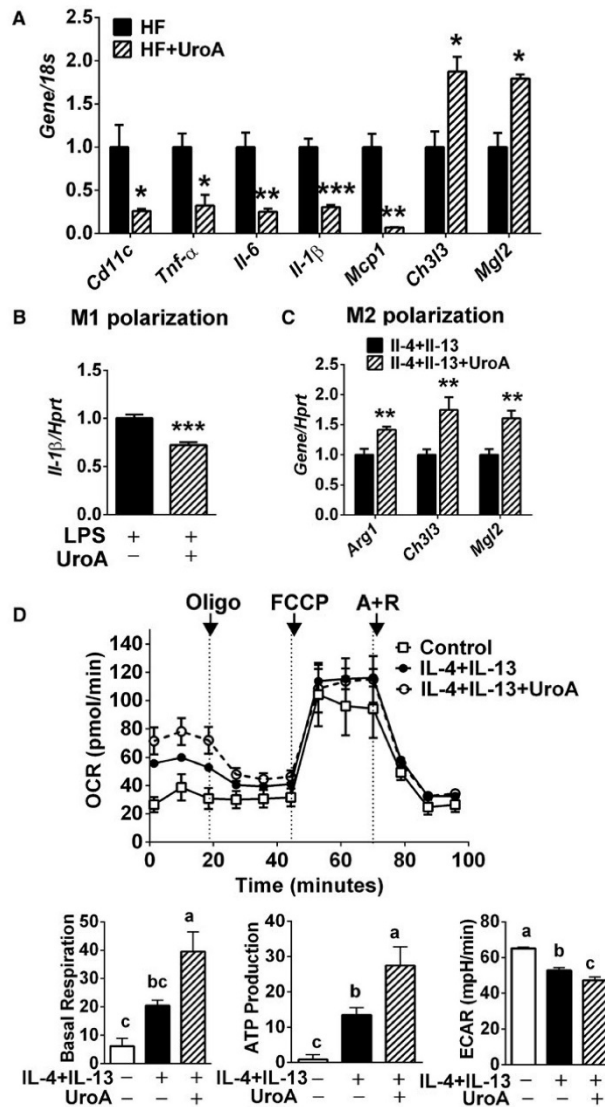 A
HF
HF+UroA
Gene/18s
2.5
2.0
1.5
1.0
0.5
0.0
* * ** *** ** * *
Cd11c Tnf-α Il-6 Il-1β Mcp1 Ch3l3 Mgl2
B
M1 polarization
Il-1β/Hprt
1.5
1.0
0.5
0.0
***
LPS + +
UroA − +
C
M2 polarization
Il-4+Il-13
Il-4+Il-13+UroA
Gene/Hprt
2.5
2.0
1.5
1.0
0.5
0.0
** ** **
Arg1 Ch3l3 Mgl2
D
Oligo FCCP A+R
Control
IL-4+IL-13
IL-4+IL-13+UroA
OCR (pmol/min)
140
120
100
80
60
40
20
0
0 20 40 60 80 100
Time (minutes)
Basal Respiration
50
40
30
20
10
0
c bc a
IL-4+IL-13 − + +
UroA − − +
ATP Production
40
30
20
10
0
c b a
IL-4+IL-13 − + +
UroA − − +
ECAR (mpH/min)
80
60
40
20
0
a b c
IL-4+IL-13 − + +
UroA − − +